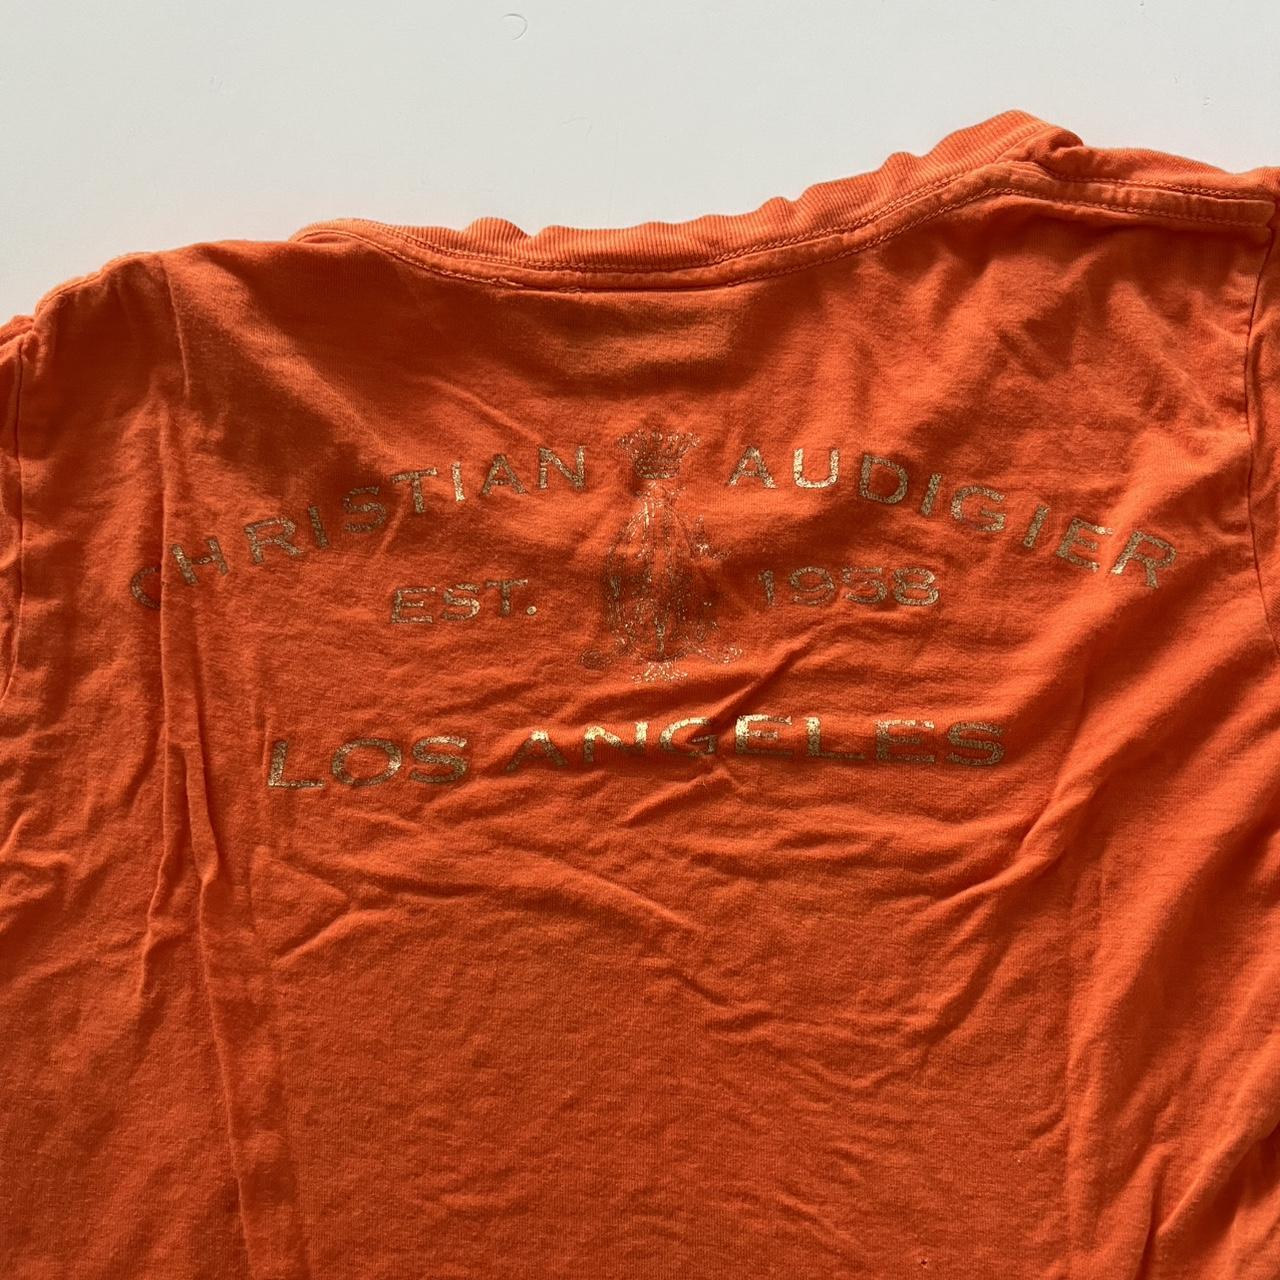 CHRISTIAN AUDIGIER
EST. 1958
LOS ANGELES